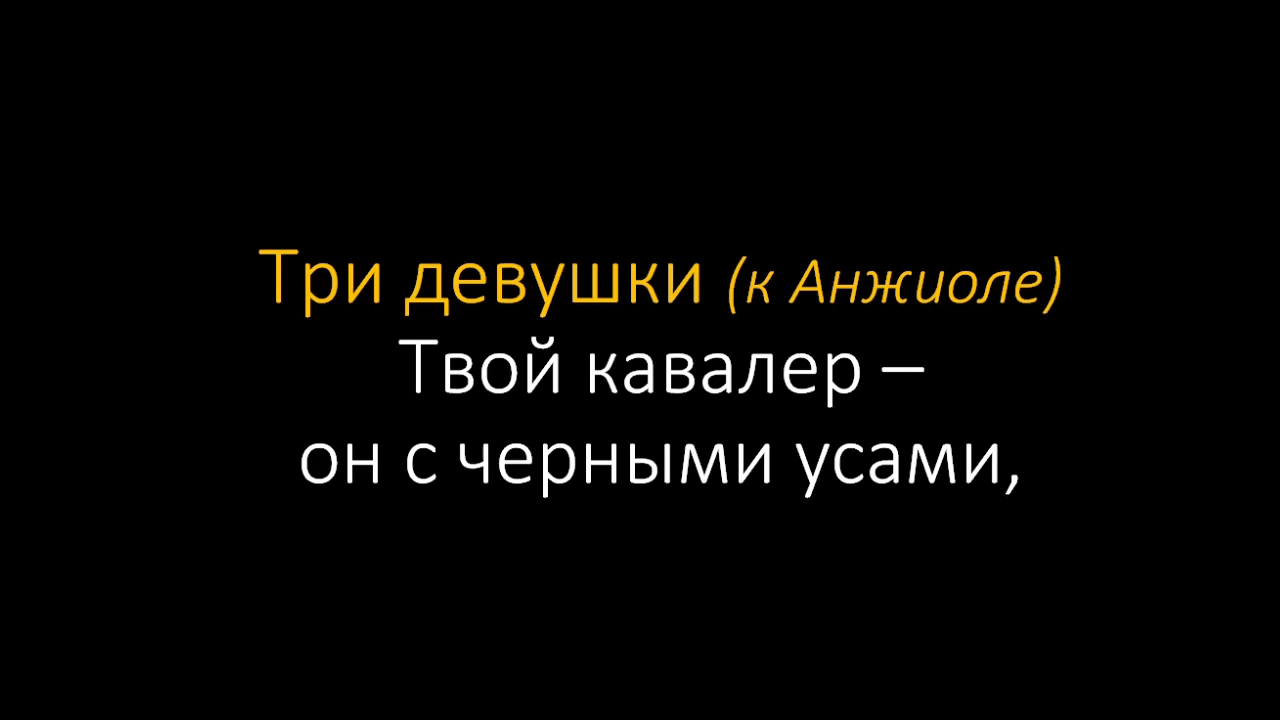 Три девушки (к Анжиоле)
Твой кавалер –
он с черными усами,